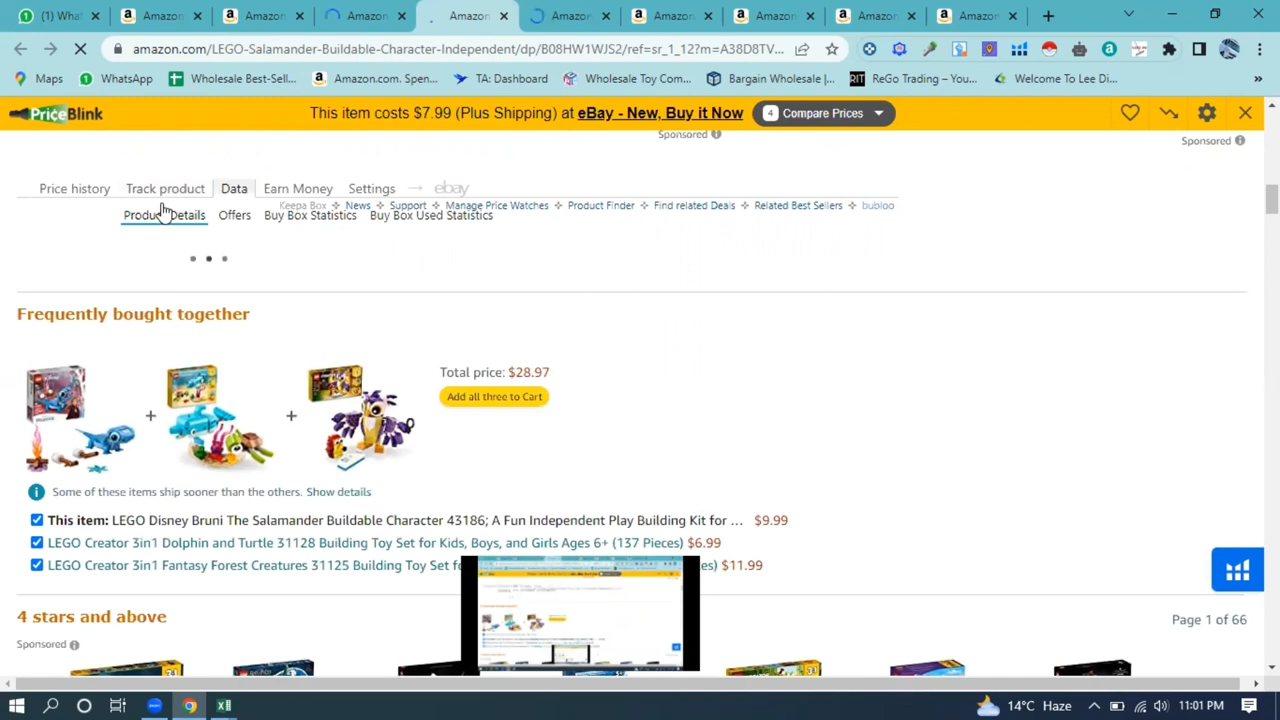 (1) What
Amazon.
Amazon
Amazon
Amazon.
Amazon
Amazon
Amazon
Amazon
Amazon
amazon.com/LEGO-Salamander-Buildable-Character-Independent/dp/B08HW1WJS2/ref=sr_1_12?m=A38D8TV...
Maps
WhatsApp
Wholesale Best-Sell...
Amazon.com. Spen...
TA: Dashboard
Wholesale Toy Com...
Bargain Wholesale |...
RIT ReGo Trading – You...
Welcome To Lee Di...
»
PriceBlink
This item costs $7.99 (Plus Shipping) at eBay - New, Buy it Now
4 Compare Prices
Sponsored
Sponsored
Price history
Track product
Data
Earn Money
Settings
ebay
Keepa Box News Support Manage Price Watches Product Finder Find related Deals Related Best Sellers bubloo
Product Details
Offers
Buy Box Statistics
Buy Box Used Statistics
Frequently bought together
+
+
Total price: $28.97
Add all three to Cart
Some of these items ship sooner than the others. Show details
This item: LEGO Disney Bruni The Salamander Buildable Character 43186; A Fun Independent Play Building Kit for ... $9.99
LEGO Creator 3in1 Dolphin and Turtle 31128 Building Toy Set for Kids, Boys, and Girls Ages 6+ (137 Pieces) $6.99
LEGO Creator 3in1 Fantasy Forest Creatures 31125 Building Toy Set fo es) $11.99
4 stars and above
Page 1 of 66
Sponsored
14°C Haze
11:01 PM